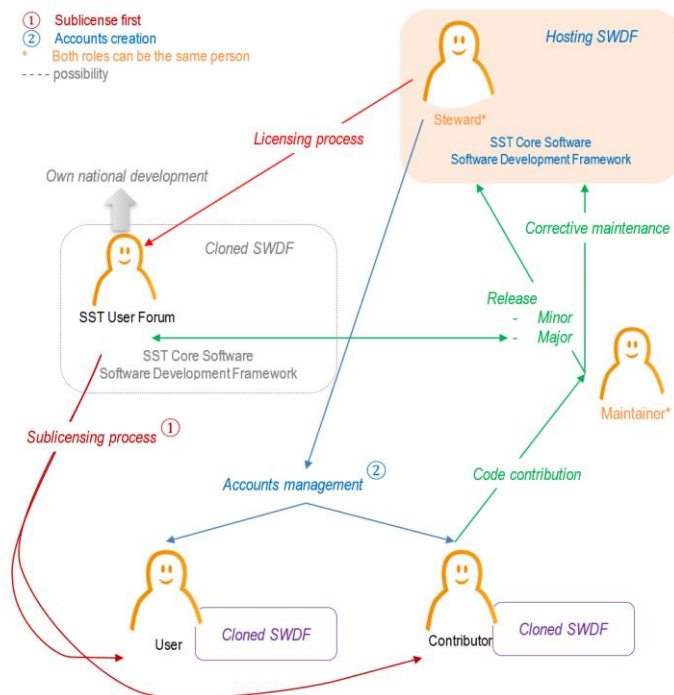 ① Sublicense first
② Accounts creation
* Both roles can be the same person
---- possibility
Hosting SWDF
Steward*
SST Core Software
Software Development Framework
Licensing process
Own national development
Cloned SWDF
SST User Forum
SST Core Software
Software Development Framework
Corrective maintenance
Release
- Minor
- Major
Maintainer*
Sublicensing process ①
Accounts management ②
Code contribution
User
Cloned SWDF
Contributor
Cloned SWDF